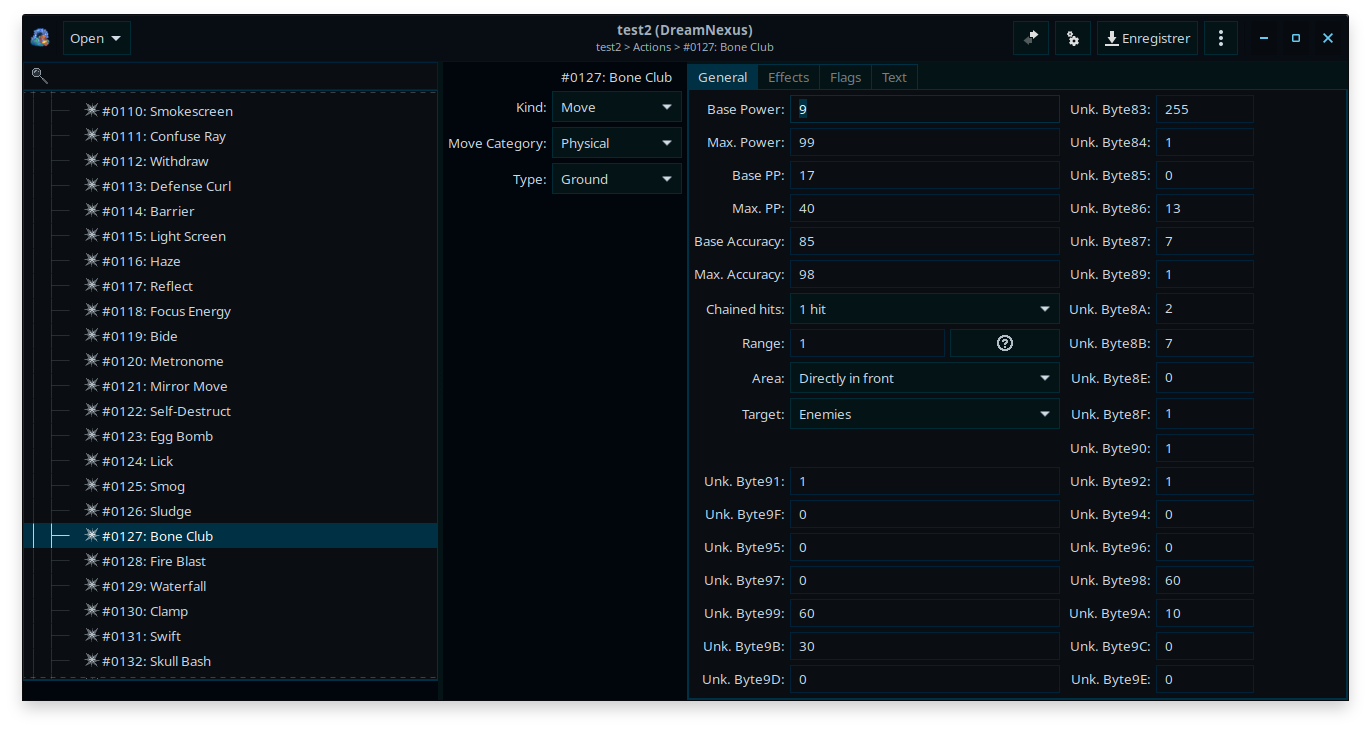 Open
test2 (DreamNexus)
test2 > Actions > #0127: Bone Club
Enregistrer
#0110: Smokescreen
#0111: Confuse Ray
#0112: Withdraw
#0113: Defense Curl
#0114: Barrier
#0115: Light Screen
#0116: Haze
#0117: Reflect
#0118: Focus Energy
#0119: Bide
#0120: Metronome
#0121: Mirror Move
#0122: Self-Destruct
#0123: Egg Bomb
#0124: Lick
#0125: Smog
#0126: Sludge
#0127: Bone Club
#0128: Fire Blast
#0129: Waterfall
#0130: Clamp
#0131: Swift
#0132: Skull Bash
#0127: Bone Club
Kind: Move
Move Category: Physical
Type: Ground
General Effects Flags Text
Base Power: 9 Unk. Byte83: 255
Max. Power: 99 Unk. Byte84: 1
Base PP: 17 Unk. Byte85: 0
Max. PP: 40 Unk. Byte86: 13
Base Accuracy: 85 Unk. Byte87: 7
Max. Accuracy: 98 Unk. Byte89: 1
Chained hits: 1 hit Unk. Byte8A: 2
Range: 1 Unk. Byte8B: 7
Area: Directly in front Unk. Byte8E: 0
Target: Enemies Unk. Byte8F: 1
Unk. Byte90: 1
Unk. Byte91: 1 Unk. Byte92: 1
Unk. Byte9F: 0 Unk. Byte94: 0
Unk. Byte95: 0 Unk. Byte96: 0
Unk. Byte97: 0 Unk. Byte98: 60
Unk. Byte99: 60 Unk. Byte9A: 10
Unk. Byte9B: 30 Unk. Byte9C: 0
Unk. Byte9D: 0 Unk. Byte9E: 0